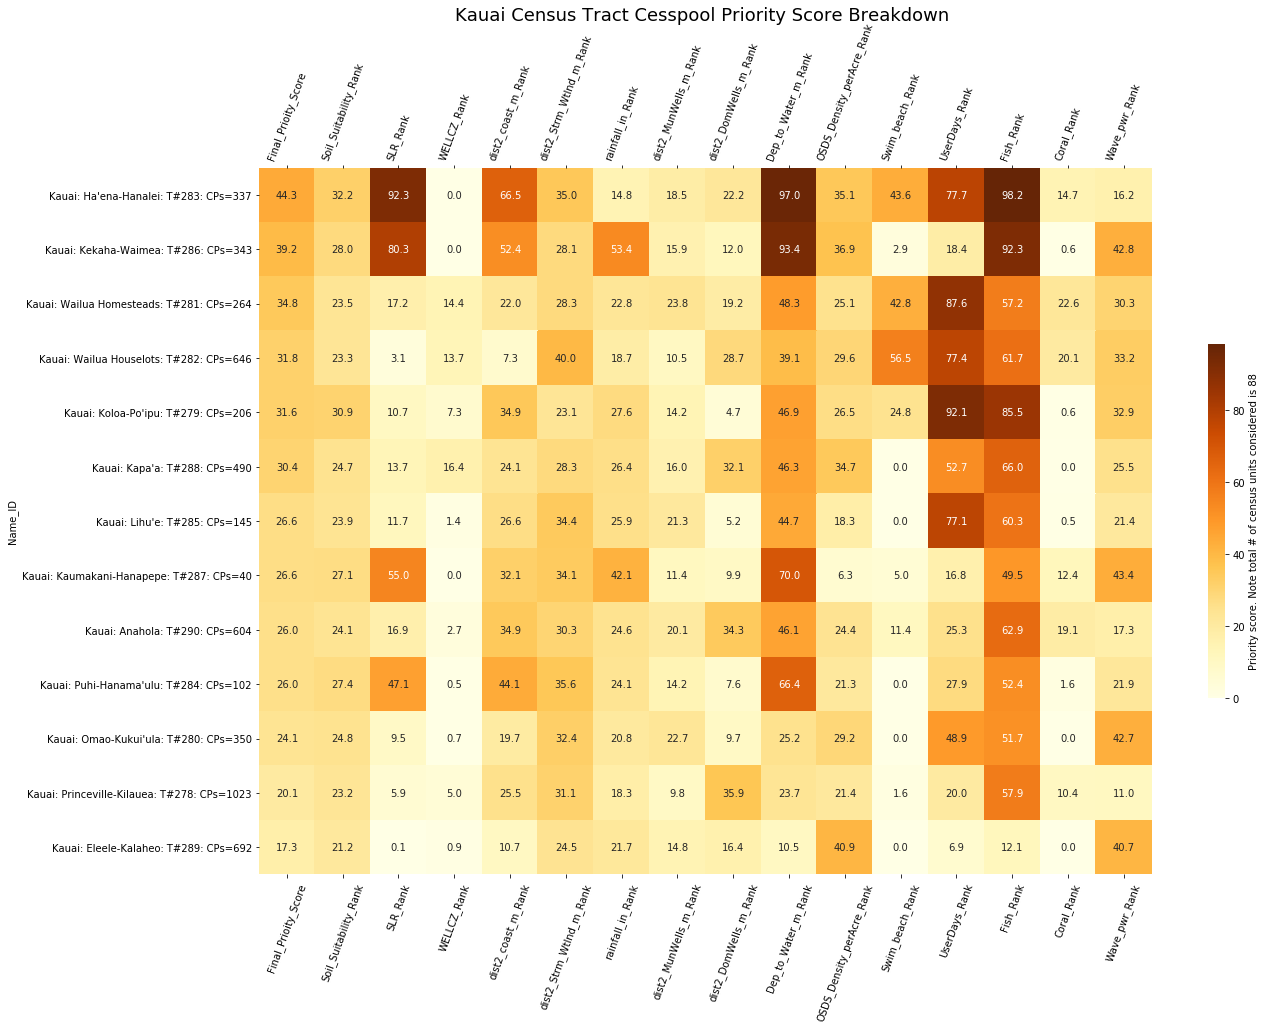 Kauai Census Tract Cesspool Priority Score Breakdown
Final_Prioity_Score Soil_Suitability_Rank SLR_Rank WELLCZ_Rank dist2_coast_m_Rank dist2_Strm_Wtlnd_m_Rank rainfall_in_Rank dist2_MunWells_m_Rank dist2_DomWells_m_Rank Dep_to_Water_m_Rank OSDS_Density_perAcre_Rank Swim_beach_Rank UserDays_Rank Fish_Rank Coral_Rank Wave_pwr_Rank
Kauai: Ha'ena-Hanalei: T#283: CPs=337 44.3 32.2 92.3 0.0 66.5 35.0 14.8 18.5 22.2 97.0 35.1 43.6 77.7 98.2 14.7 16.2
Kauai: Kekaha-Waimea: T#286: CPs=343 39.2 28.0 80.3 0.0 52.4 28.1 53.4 15.9 12.0 93.4 36.9 2.9 18.4 92.3 0.6 42.8
Kauai: Wailua Homesteads: T#281: CPs=264 34.8 23.5 17.2 14.4 22.0 28.3 22.8 23.8 19.2 48.3 25.1 42.8 87.6 57.2 22.6 30.3
Kauai: Wailua Houselots: T#282: CPs=646 31.8 23.3 3.1 13.7 7.3 40.0 18.7 10.5 28.7 39.1 29.6 56.5 77.4 61.7 20.1 33.2
Kauai: Koloa-Po'ipu: T#279: CPs=206 31.6 30.9 10.7 7.3 34.9 23.1 27.6 14.2 4.7 46.9 26.5 24.8 92.1 85.5 0.6 32.9
Kauai: Kapa'a: T#288: CPs=490 30.4 24.7 13.7 16.4 24.1 28.3 26.4 16.0 32.1 46.3 34.7 0.0 52.7 66.0 0.0 25.5
Kauai: Lihu'e: T#285: CPs=145 26.6 23.9 11.7 1.4 26.6 34.4 25.9 21.3 5.2 44.7 18.3 0.0 77.1 60.3 0.5 21.4
Kauai: Kaumakani-Hanapepe: T#287: CPs=40 26.6 27.1 55.0 0.0 32.1 34.1 42.1 11.4 9.9 70.0 6.3 5.0 16.8 49.5 12.4 43.4
Kauai: Anahola: T#290: CPs=604 26.0 24.1 16.9 2.7 34.9 30.3 24.6 20.1 34.3 46.1 24.4 11.4 25.3 62.9 19.1 17.3
Kauai: Puhi-Hanama'ulu: T#284: CPs=102 26.0 27.4 47.1 0.5 44.1 35.6 24.1 14.2 7.6 66.4 21.3 0.0 27.9 52.4 1.6 21.9
Kauai: Omao-Kukui'ula: T#280: CPs=350 24.1 24.8 9.5 0.7 19.7 32.4 20.8 22.7 9.7 25.2 29.2 0.0 48.9 51.7 0.0 42.7
Kauai: Princeville-Kilauea: T#278: CPs=1023 20.1 23.2 5.9 5.0 25.5 31.1 18.3 9.8 35.9 23.7 21.4 1.6 20.0 57.9 10.4 11.0
Kauai: Eleele-Kalaheo: T#289: CPs=692 17.3 21.2 0.1 0.9 10.7 24.5 21.7 14.8 16.4 10.5 40.9 0.0 6.9 12.1 0.0 40.7
Final_Prioity_Score Soil_Suitability_Rank SLR_Rank WELLCZ_Rank dist2_coast_m_Rank dist2_Strm_Wtlnd_m_Rank rainfall_in_Rank dist2_MunWells_m_Rank dist2_DomWells_m_Rank Dep_to_Water_m_Rank OSDS_Density_perAcre_Rank Swim_beach_Rank UserDays_Rank Fish_Rank Coral_Rank Wave_pwr_Rank
Name_ID
80
60
40
20
0
Priority score. Note total # of census units considered is 88